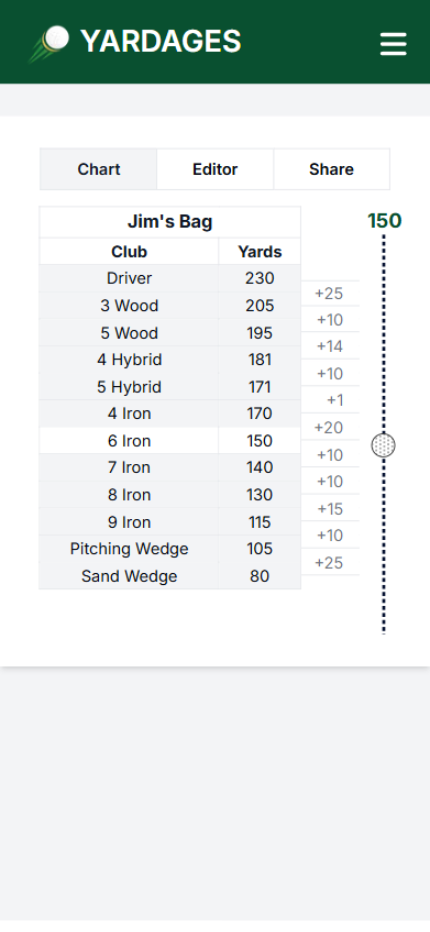 YARDAGES
Chart Editor Share
Jim's Bag 150
Club Yards
Driver 230
+25
3 Wood 205
+10
5 Wood 195
+14
4 Hybrid 181
+10
5 Hybrid 171
+1
4 Iron 170
+20
6 Iron 150
+10
7 Iron 140
+10
8 Iron 130
+15
9 Iron 115
+10
Pitching Wedge 105
+25
Sand Wedge 80